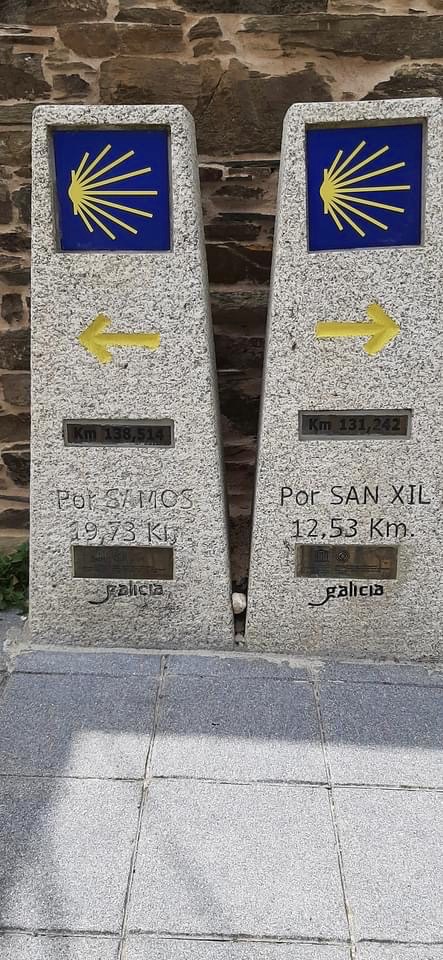 Km 138,514
Por SAMOS
19,73 Km.
galicia
Km 131,242
Por SAN XIL
12,53 Km.
galicia